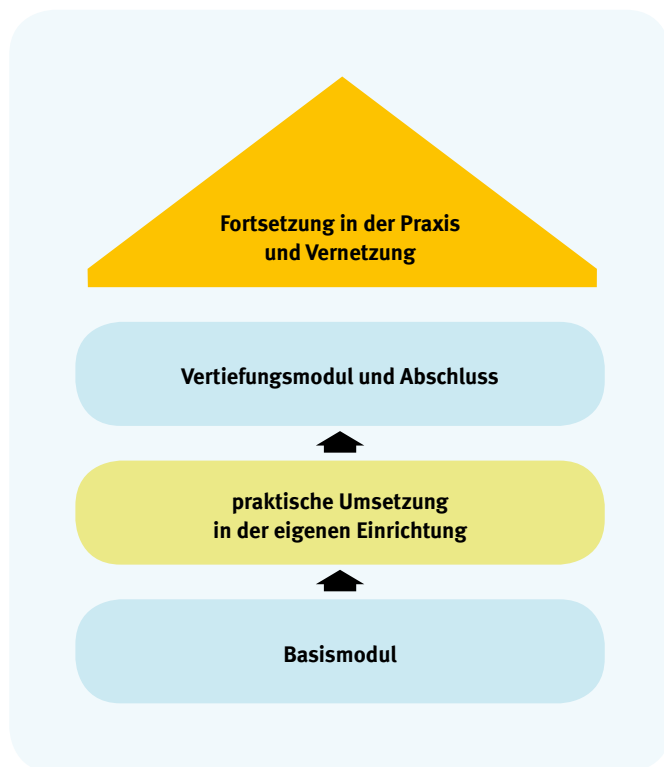 Fortsetzung in der Praxis
und Vernetzung
Vertiefungsmodul und Abschluss
praktische Umsetzung
in der eigenen Einrichtung
Basismodul